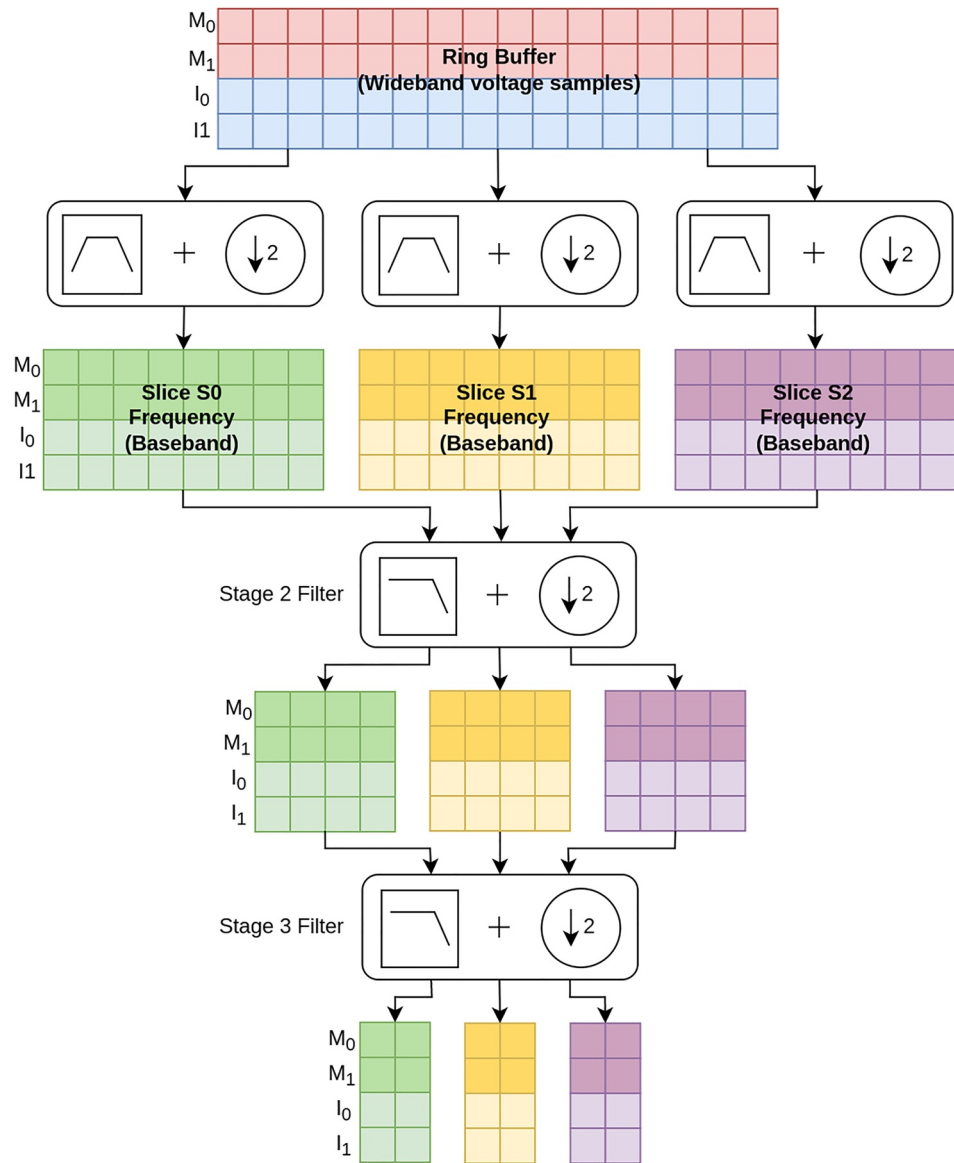 M₀
M₁
I₀
I1
Ring Buffer
(Wideband voltage samples)
+ ↓2
+ ↓2
+ ↓2
M₀
M₁
I₀
I1
Slice S0
Frequency
(Baseband)
Slice S1
Frequency
(Baseband)
Slice S2
Frequency
(Baseband)
Stage 2 Filter
+ ↓2
M₀
M₁
I₀
I₁
Stage 3 Filter
+ ↓2
M₀
M₁
I₀
I₁